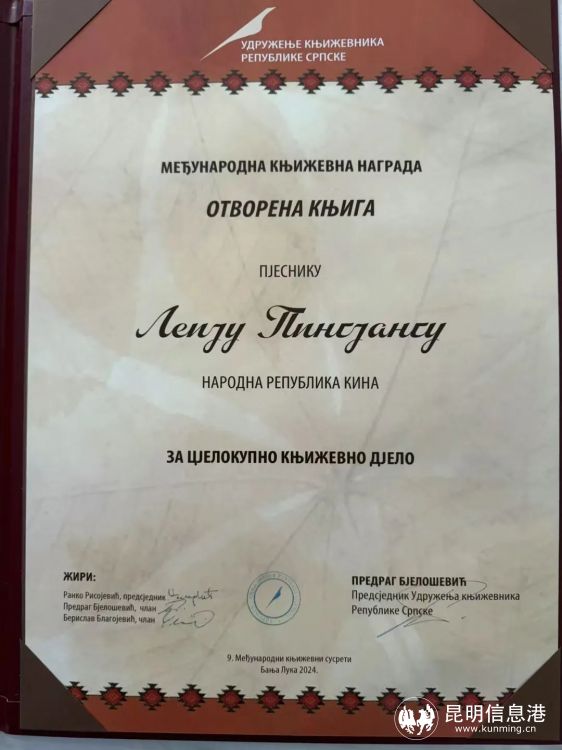 УДРУЖЕЊЕ КЊИЖЕВНИКА
РЕПУБЛИКЕ СРПСКЕ
МЕЂУНАРОДНА КЊИЖЕВНА НАГРАДА
ОТВОРЕНА КЊИГА
ПЈЕСНИКУ
Леију Пингјангу
НАРОДНА РЕПУБЛИКА КИНА
ЗА ЦЈЕЛОКУПНО КЊИЖЕВНО ДЈЕЛО
ЖИРИ:
Ранко Рисојевић, предсједник
Предраг Бјелошевић, члан
Берислав Благојевић, члан
ПРЕДРАГ БЈЕЛОШЕВИЋ
Предсједник Удружења књижевника
Републике Српске
9. Међународни књижевни сусрети
Бања Лука 2024.
昆明信息港
www.kunming.cn